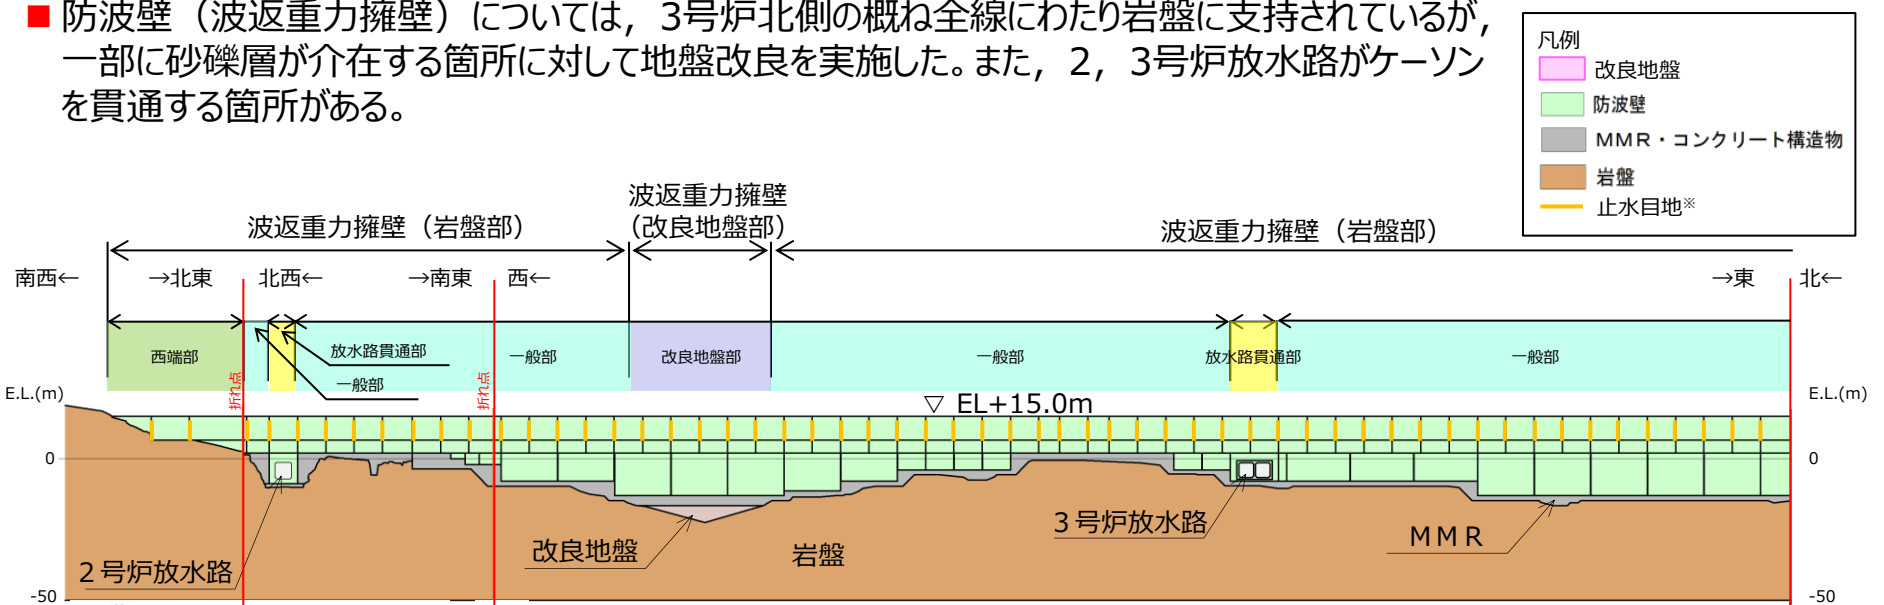 ■ 防波壁（波返重力擁壁）については，3号炉北側の概ね全線にわたり岩盤に支持されているが，
一部に砂礫層が介在する箇所に対して地盤改良を実施した。また，2，3号炉放水路がケーソン
を貫通する箇所がある。
凡例
改良地盤
防波壁
ＭＭＲ・コンクリート構造物
岩盤
止水目地※
波返重力擁壁（岩盤部）
波返重力擁壁
（改良地盤部）
波返重力擁壁（岩盤部）
南西←
→北東
北西←
→南東
西←
→東
北←
西端部
放水路貫通部
一般部
一般部
改良地盤部
一般部
放水路貫通部
一般部
折れ点
折れ点
E.L.(m)
E.L.(m)
▽ EL+15.0m
0
0
２号炉放水路
改良地盤
岩盤
３号炉放水路
ＭＭＲ
-50
-50